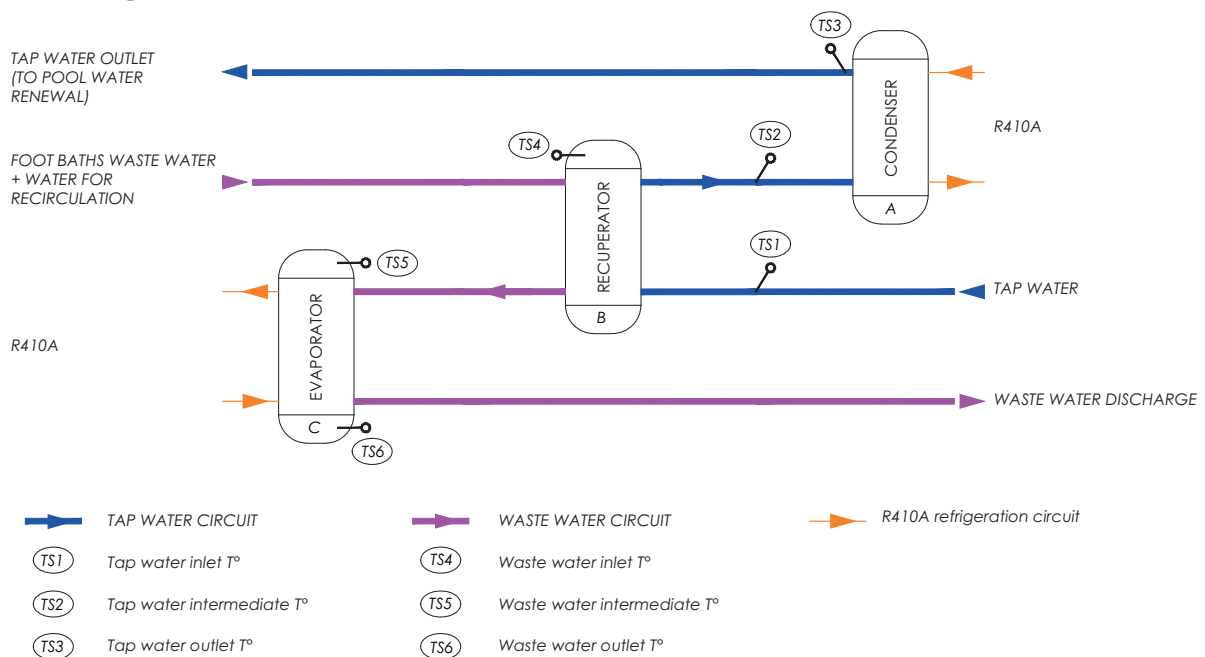 TS3
TAP WATER OUTLET
(TO POOL WATER
RENEWAL)
CONDENSER
R410A
TS4
TS2
FOOT BATHS WASTE WATER
+ WATER FOR
RECIRCULATION
A
RECUPERATOR
TS1
TS5
TAP WATER
B
R410A
EVAPORATOR
WASTE WATER DISCHARGE
C
TS6
TAP WATER CIRCUIT
WASTE WATER CIRCUIT
R410A refrigeration circuit
TS1 Tap water inlet T°
TS4 Waste water inlet T°
TS2 Tap water intermediate T°
TS5 Waste water intermediate T°
TS3 Tap water outlet T°
TS6 Waste water outlet T°